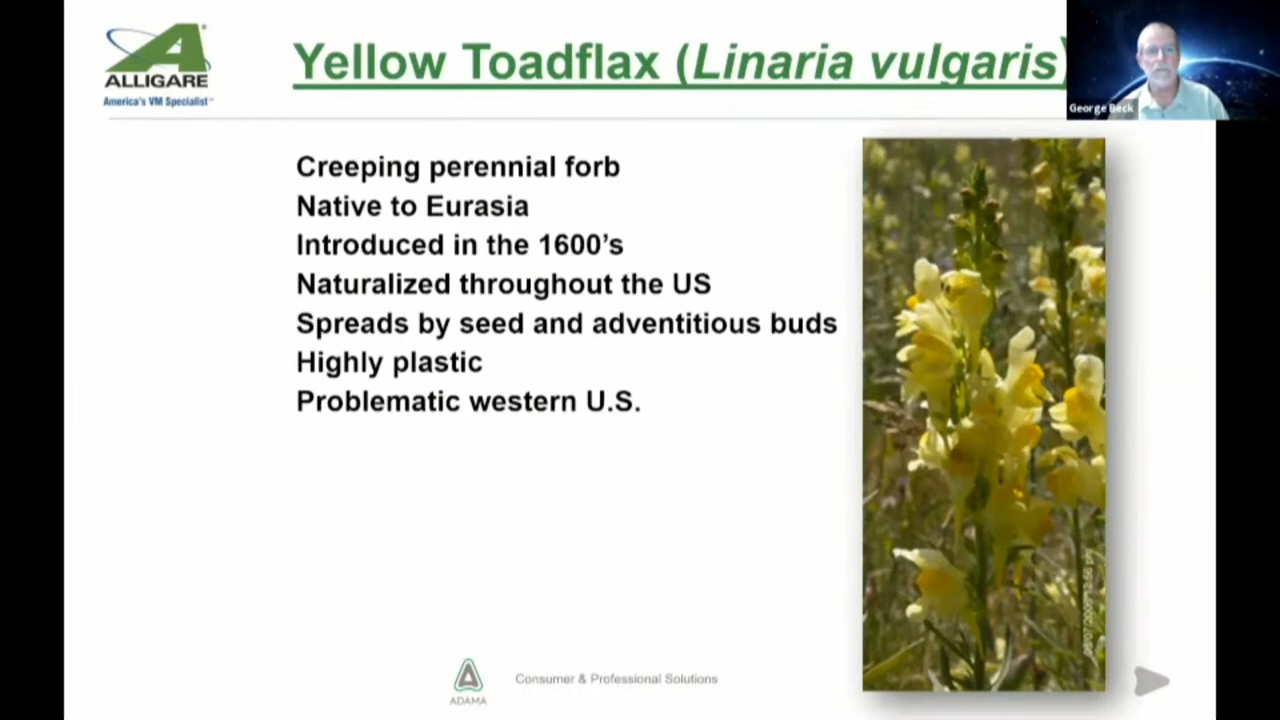 ALLIGARE
America's VM Specialist
Yellow Toadflax (Linaria vulgaris)
George Beck
Creeping perennial forb
Native to Eurasia
Introduced in the 1600’s
Naturalized throughout the US
Spreads by seed and adventitious buds
Highly plastic
Problematic western U.S.
ADAMA
Consumer & Professional Solutions